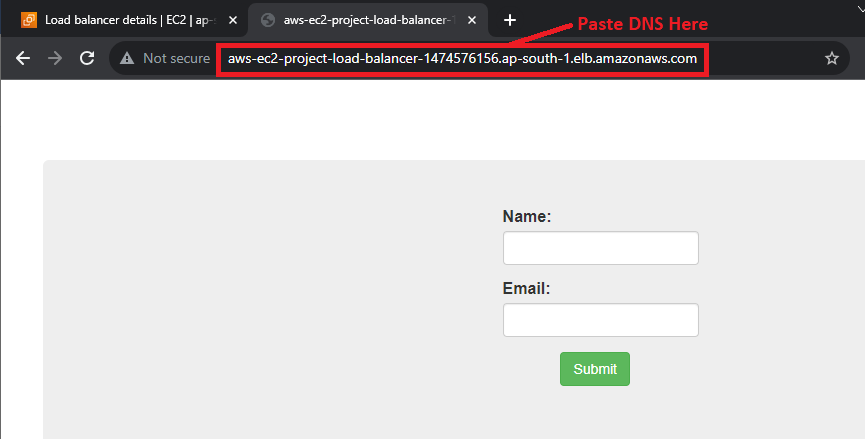 Load balancer details | EC2 | ap-s
aws-ec2-project-load-balancer-1
Paste DNS Here
Not secure
aws-ec2-project-load-balancer-1474576156.ap-south-1.elb.amazonaws.com
Name:
Email:
Submit